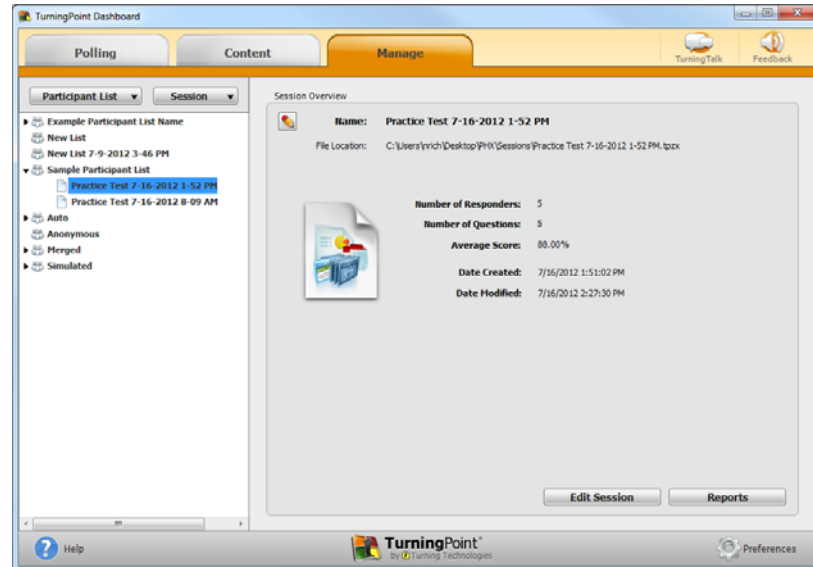 TurningPoint Dashboard
Polling
Content
Manage
TurningTalk
Feedback
Participant List
Session
Example Participant List Name
New List
New List 7-9-2012 3-46 PM
Sample Participant List
Practice Test 7-16-2012 1-52 PM
Practice Test 7-16-2012 8-09 AM
Auto
Anonymous
Merged
Simulated
Session Overview
Name: Practice Test 7-16-2012 1-52 PM
File Location: C:\Users\nrich\Desktop\PHX\Sessions\Practice Test 7-16-2012 1-52 PM.tpzx
Number of Responders: 5
Number of Questions: 5
Average Score: 88.00%
Date Created: 7/16/2012 1:51:02 PM
Date Modified: 7/16/2012 2:27:30 PM
Edit Session
Reports
Help
TurningPoint
by Turning Technologies
Preferences